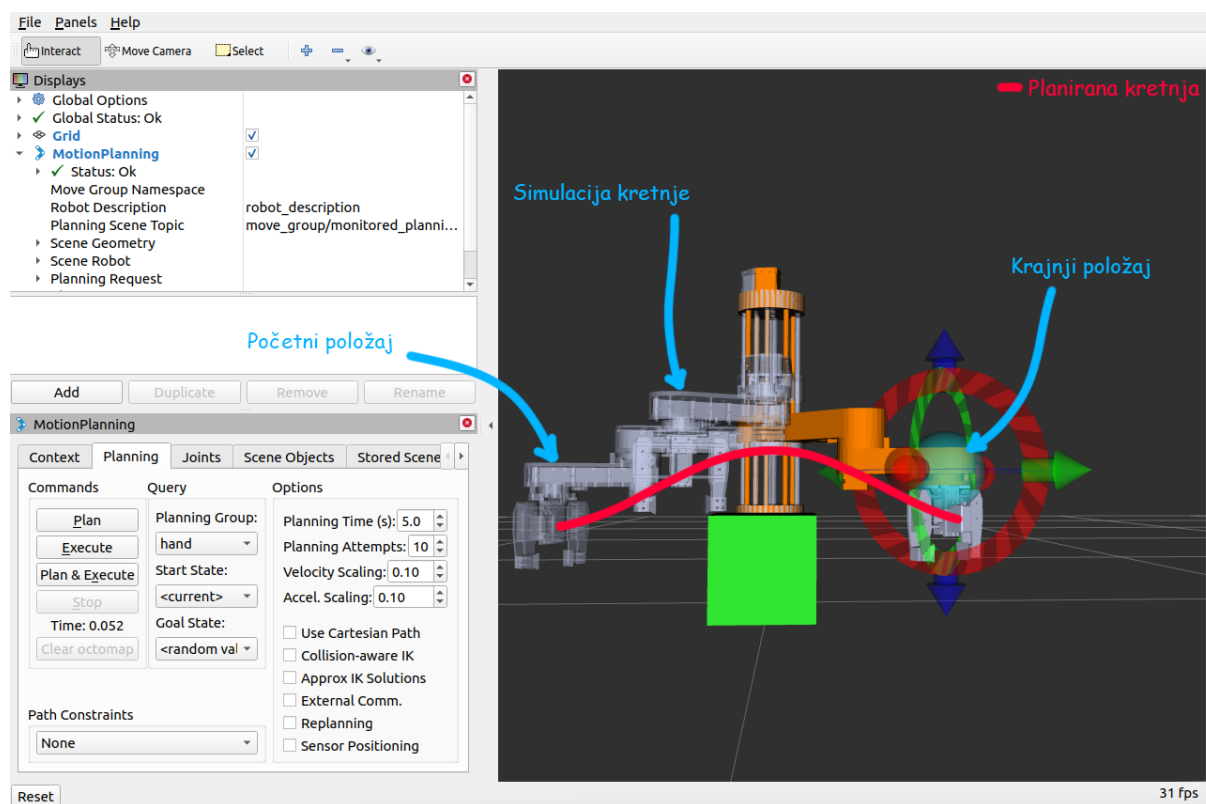 File Panels Help
Interact Move Camera Select
Displays
Global Options
Global Status: Ok
Grid
MotionPlanning
Status: Ok
Move Group Namespace
Robot Description robot_description
Planning Scene Topic move_group/monitored_planni...
Scene Geometry
Scene Robot
Planning Request
Add Duplicate Remove Rename
MotionPlanning
Context Planning Joints Scene Objects Stored Scene
Commands Query Options
Plan
Execute
Plan & Execute
Stop
Time: 0.052
Clear octomap
Planning Group:
hand
Start State:
<current>
Goal State:
<random val
Planning Time (s): 5.0
Planning Attempts: 10
Velocity Scaling: 0.10
Accel. Scaling: 0.10
Use Cartesian Path
Collision-aware IK
Approx IK Solutions
External Comm.
Replanning
Sensor Positioning
Path Constraints
None
Reset
Planirana kretnja
Simulacija kretnje
Krajnji položaj
Početni položaj
31 fps